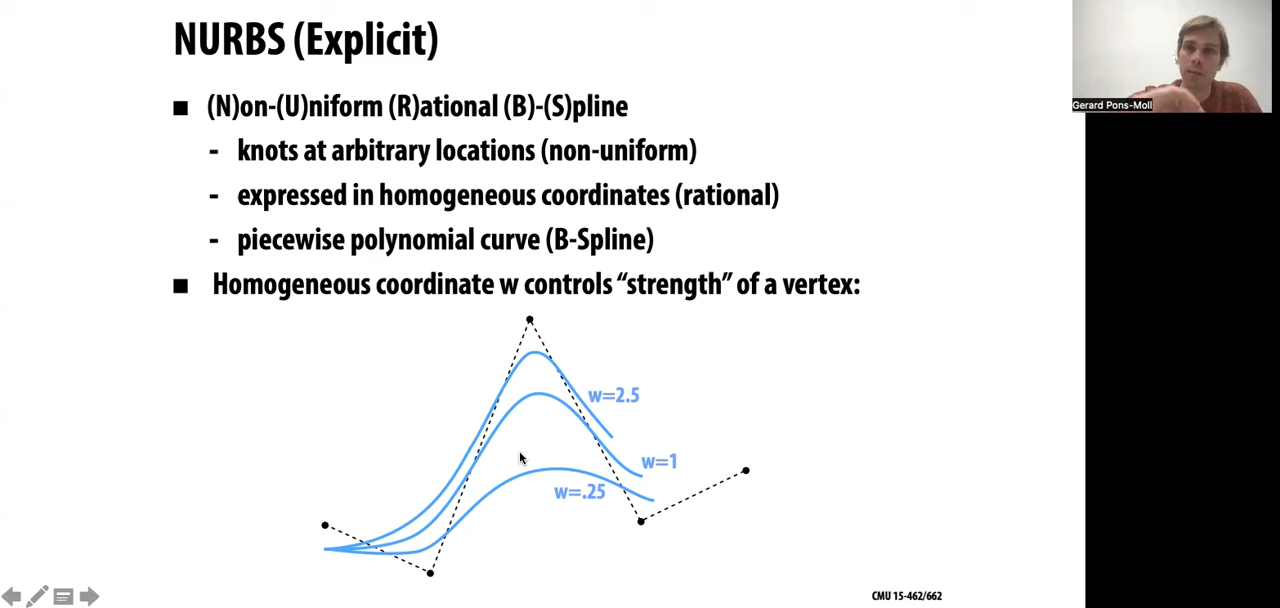 NURBS (Explicit)
Gerard Pons-Moll
■ (N)on-(U)niform (R)ational (B)-(S)pline
- knots at arbitrary locations (non-uniform)
- expressed in homogeneous coordinates (rational)
- piecewise polynomial curve (B-Spline)
■ Homogeneous coordinate w controls “strength” of a vertex:
w=2.5
w=1
w=.25
CMU 15-462/662